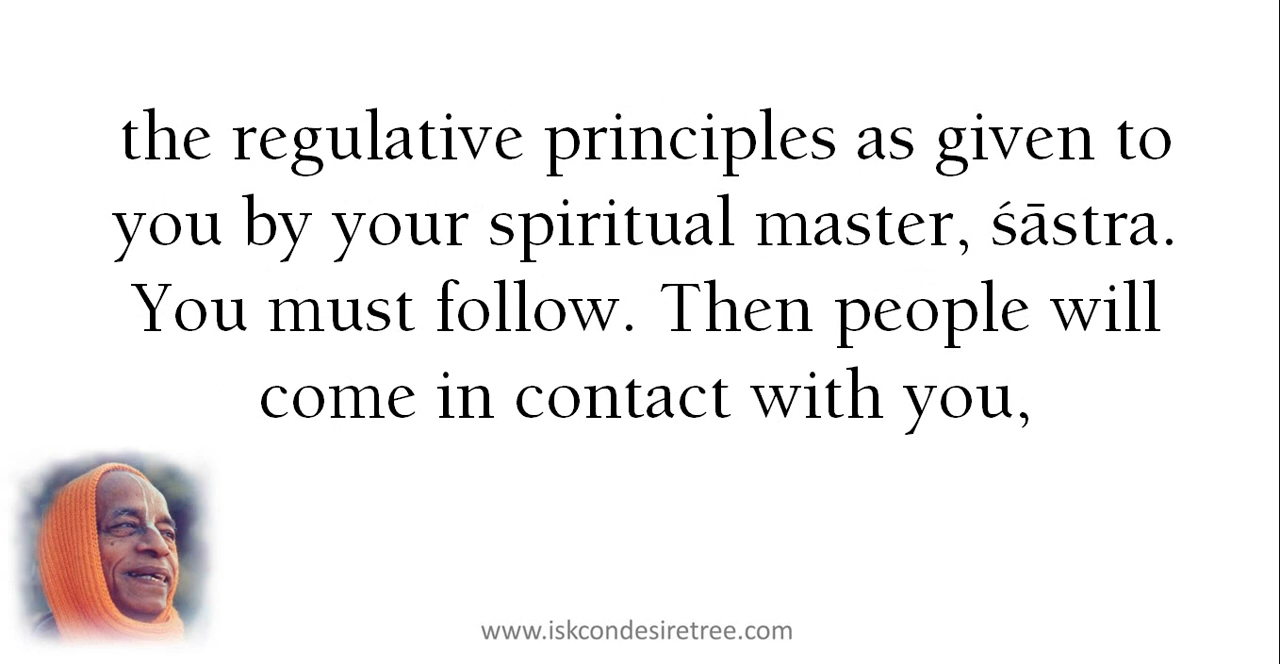 the regulative principles as given to
you by your spiritual master, śāstra.
You must follow. Then people will
come in contact with you,
www.iskcondesiretree.com